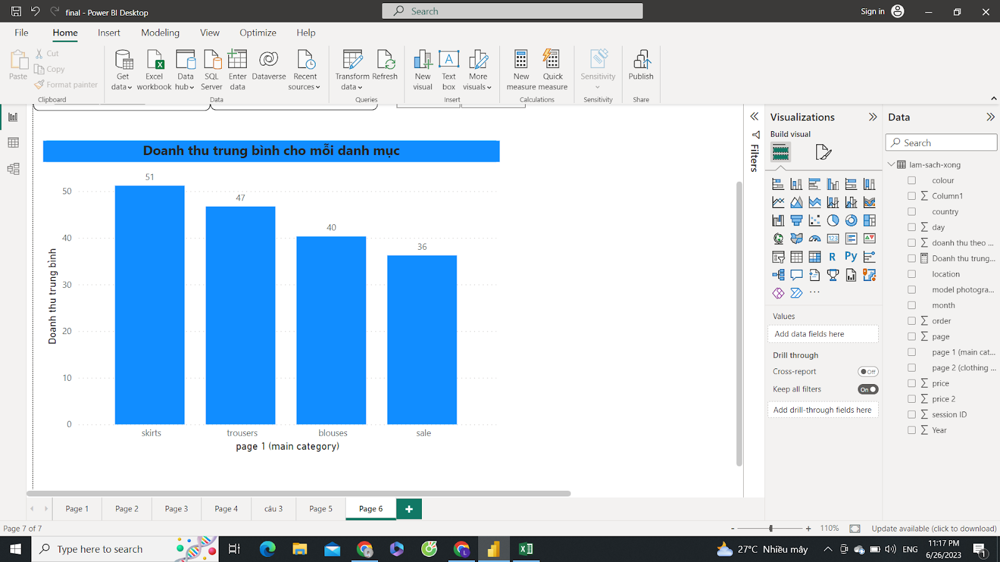 final - Power BI Desktop
Search
Sign in
File Home Insert Modeling View Optimize Help
Paste
Cut
Copy
Format painter
Clipboard
Get data
Excel workbook
Data hub
SQL Server
Enter data
Dataverse
Recent sources
Data
Transform data
Refresh
Queries
New visual
Text box
More visuals
Insert
New measure
Quick measure
Calculations
Sensitivity
Sensitivity
Publish
Share
Doanh thu trung bình cho mỗi danh mục
51
47
40
36
50
40
30
20
10
0
Doanh thu trung bình
skirts trousers blouses sale
page 1 (main category)
Filters
Visualizations
Build visual
123
R Py
...
Values
Add data fields here
Drill through
Cross-report Off
Keep all filters On
Add drill-through fields here
Data
Search
lam-sach-xong
colour
Column1
country
day
doanh thu theo ...
Doanh thu trung...
location
model photogra...
month
order
page
page 1 (main cat...
page 2 (clothing ...
price
price 2
session ID
Year
Page 1 Page 2 Page 3 Page 4 câu 3 Page 5 Page 6 +
Page 7 of 7
- + 110%
Update available (click to download)
Type here to search
27°C Nhiều mây
ENG
11:17 PM
6/26/2023
1